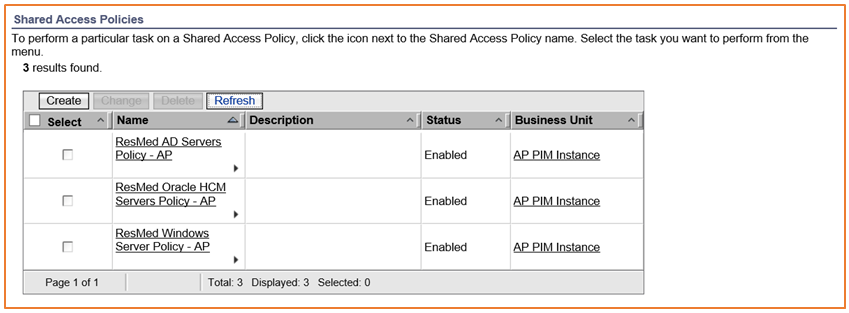 Shared Access Policies
To perform a particular task on a Shared Access Policy, click the icon next to the Shared Access Policy name. Select the task you want to perform from the
menu.
3 results found.
Create Change Delete Refresh
Select Name Description Status Business Unit
ResMed AD Servers
Policy - AP Enabled AP PIM Instance
ResMed Oracle HCM
Servers Policy - AP Enabled AP PIM Instance
ResMed Windows
Server Policy - AP Enabled AP PIM Instance
Page 1 of 1 Total: 3 Displayed: 3 Selected: 0